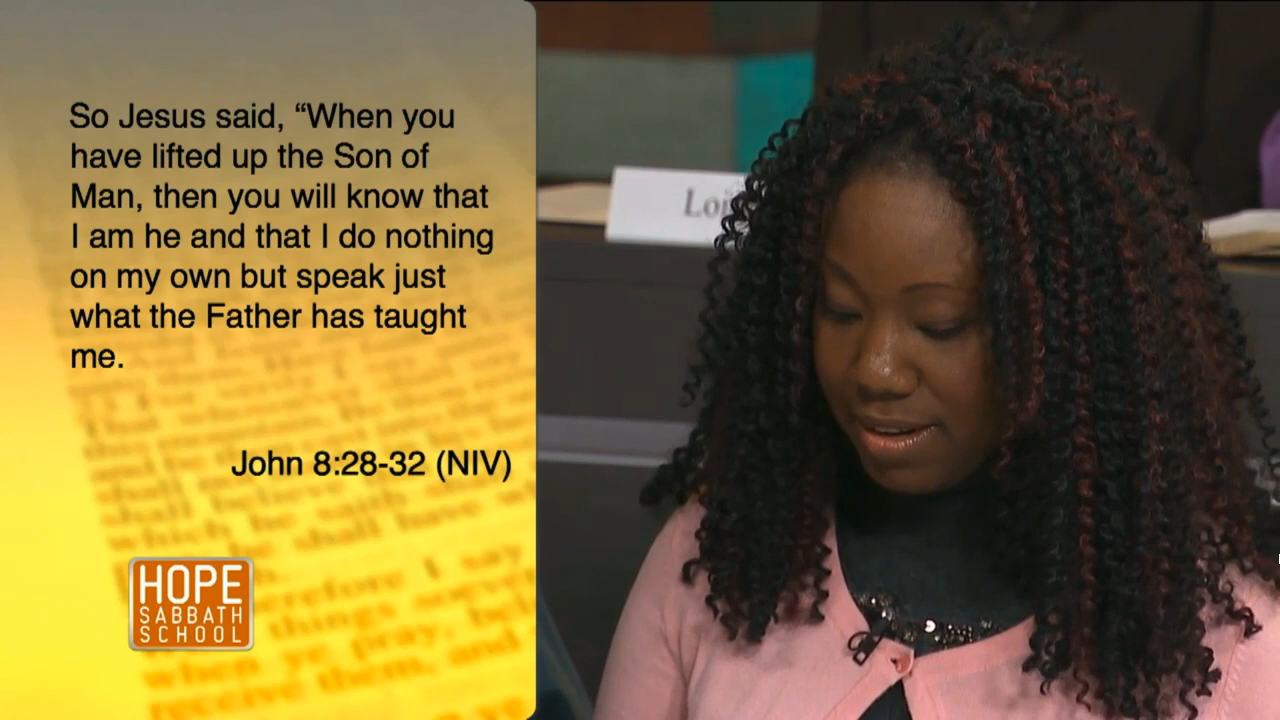 So Jesus said, “When you
have lifted up the Son of
Man, then you will know that
I am he and that I do nothing
on my own but speak just
what the Father has taught
me.
John 8:28-32 (NIV)
HOPE
SABBATH
SCHOOL